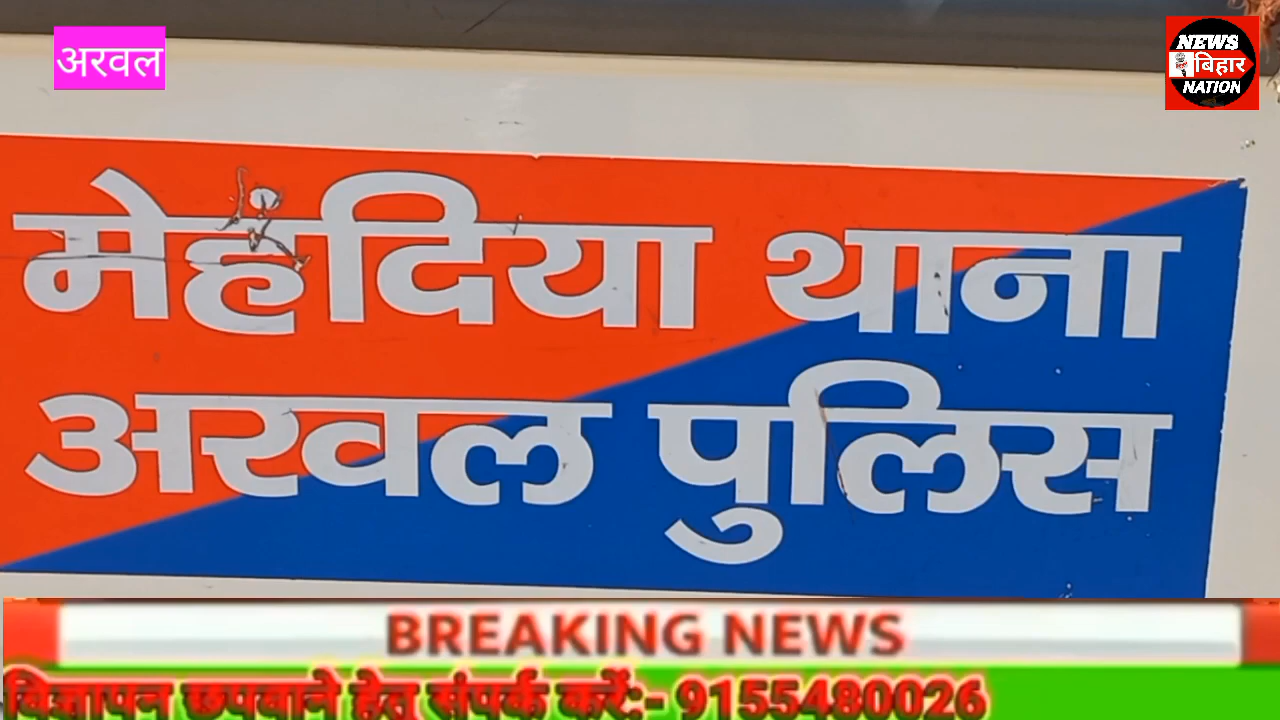 अरवल
NEWS
बिहार
NATION
मेहंदिया थाना
अरवल पुलिस
BREAKING NEWS
विज्ञापन छपवाने हेतु संपर्क करें:- 9155480026